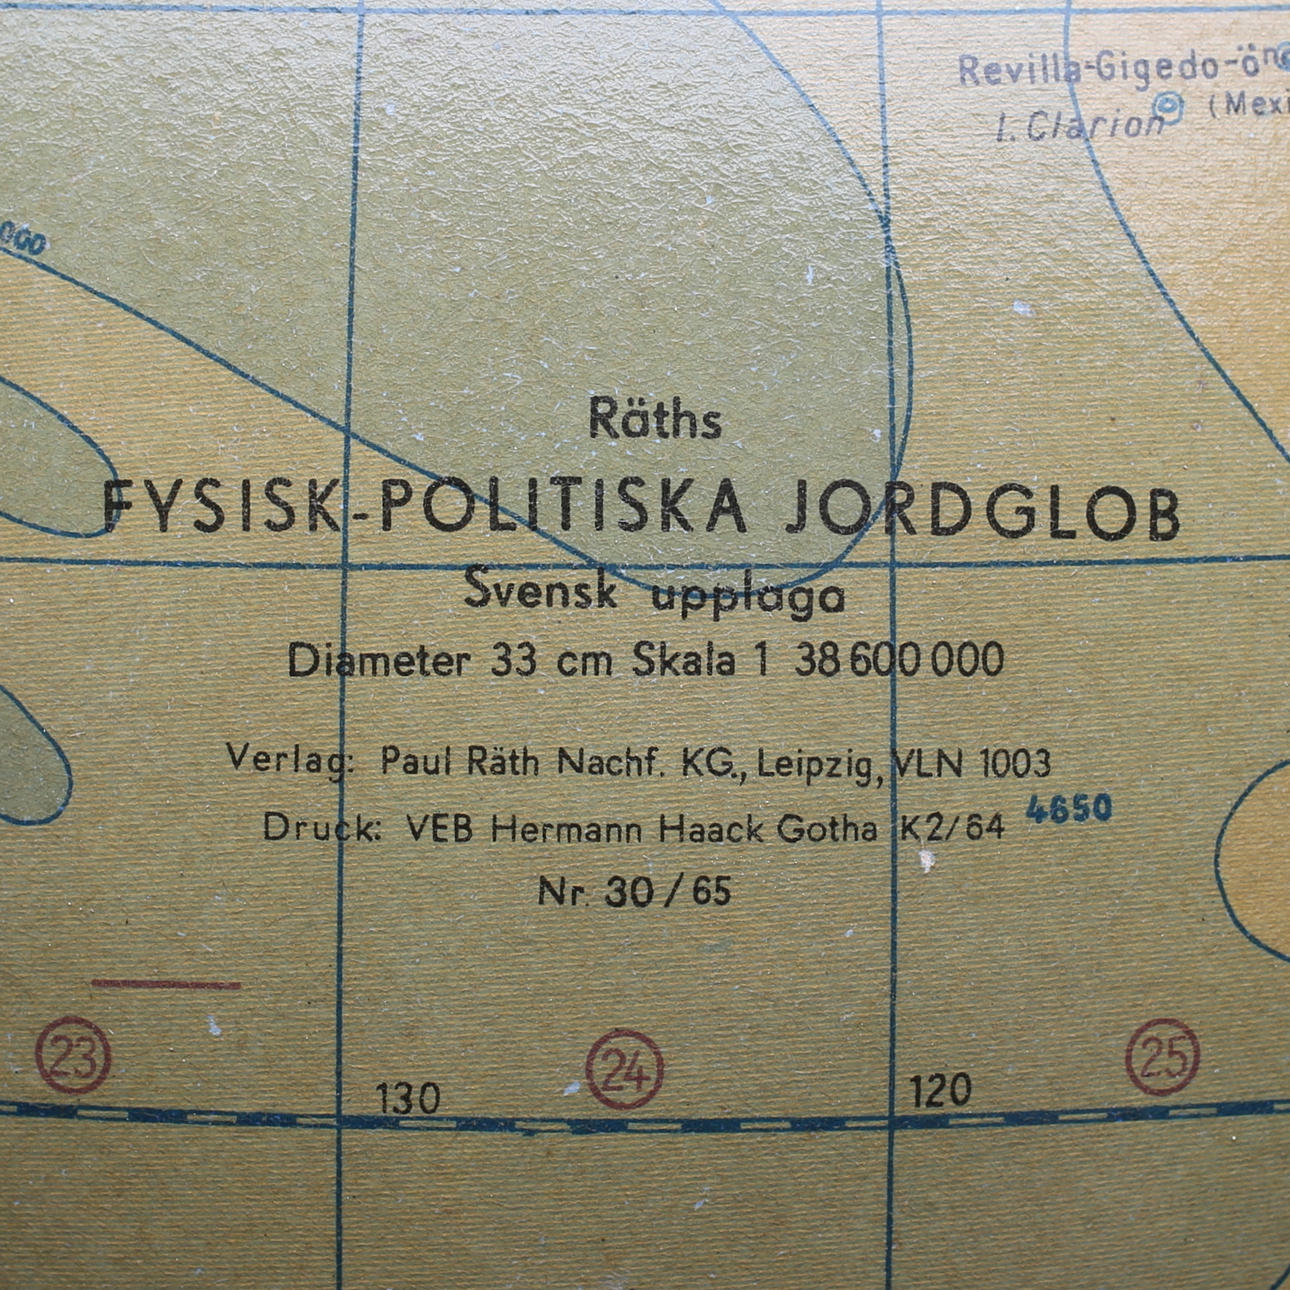 Revilla-Gigedo-ön
I. Clarion (Mexi
000
Räths
FYSISK-POLITISKA JORDGLOB
Svensk upplaga
Diameter 33 cm Skala 1 38 600 000
Verlag: Paul Räth Nachf. KG., Leipzig, VLN 1003
Druck: VEB Hermann Haack Gotha K2/64 4650
Nr. 30/65
23 24 25
130 120